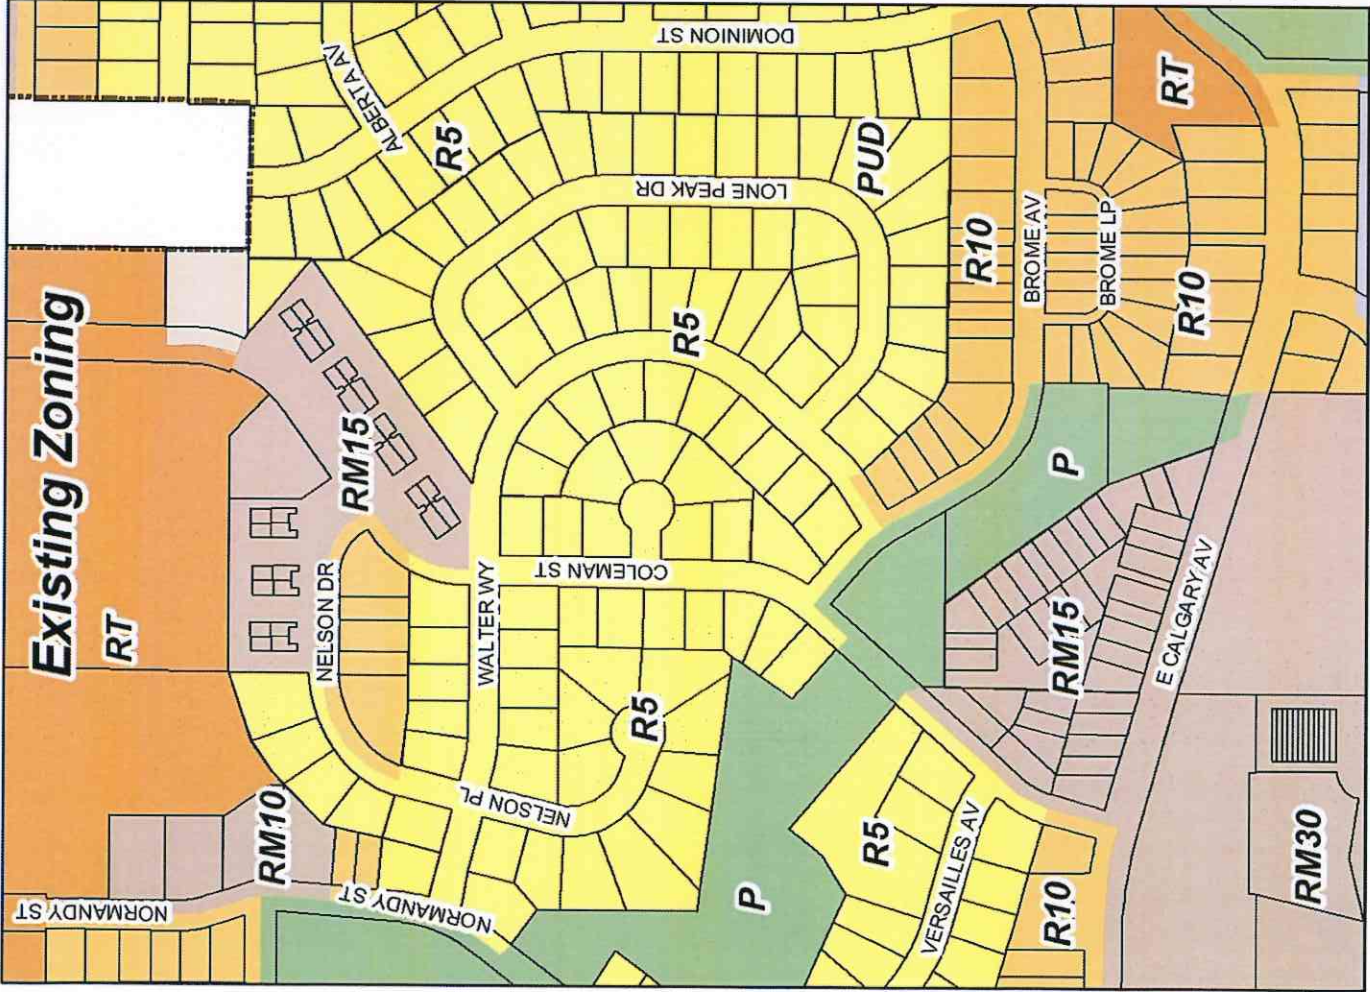 Existing Zoning
DOMINION ST
ALBERTA AV
R5
RT
RT
PUD
LONE PEAK DR
R10
BROME AV
BROME LP
R10
R5
RM15
P
NELSON DR
COLEMAN ST
WALTER WY
RM15
E CALGARY AV
R5
NELSON PL
RM10
R5
RM30
NORMANDY ST
NORMANDY ST
VERSAILLES AV
P
R10